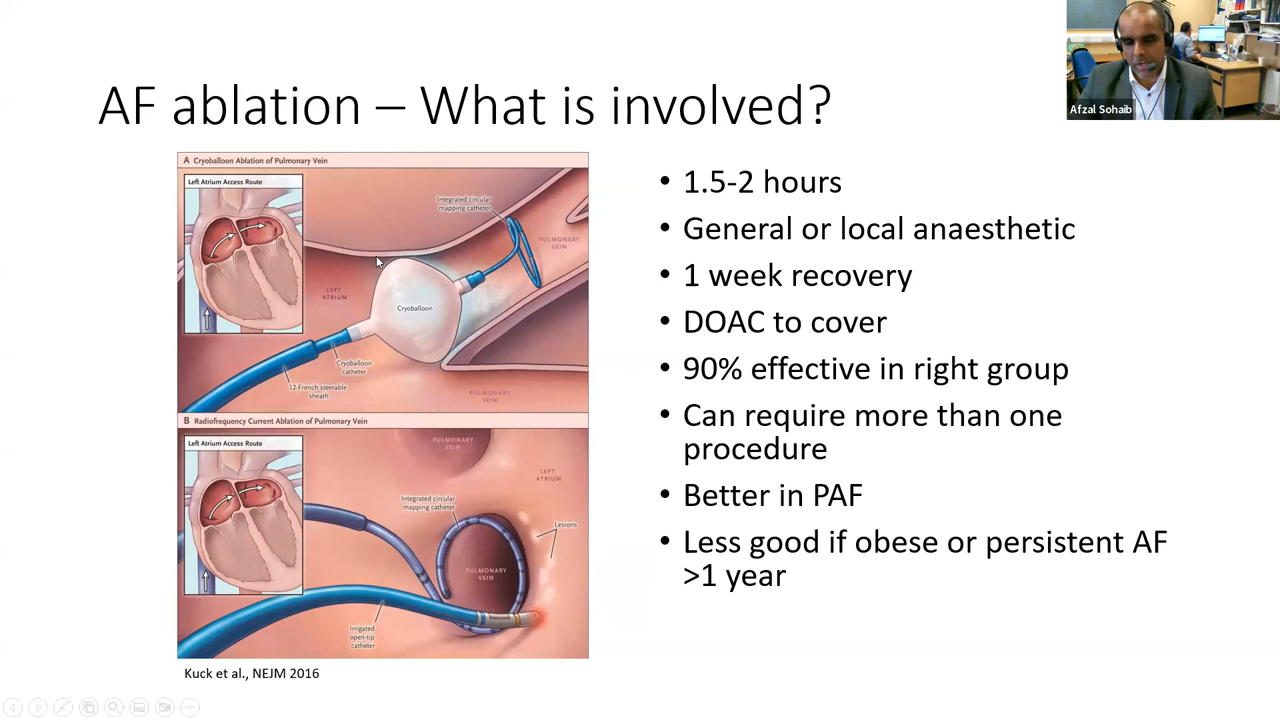 Afzal Sohaib
AF ablation – What is involved?
A Cryoballoon Ablation of Pulmonary Vein
Left Atrium Access Route
Integrated circular
mapping catheter
PULMONARY
VEIN
LEFT
ATRIUM
Cryoballoon
Cryoballoon
catheter
12-French steerable
sheath
PULMONARY
VEIN
B Radiofrequency Current Ablation of Pulmonary Vein
Left Atrium Access Route
PULMONARY
VEIN
LEFT
ATRIUM
Integrated circular
mapping catheter
Lesions
PULMONARY
VEIN
Irrigated
open-tip
catheter
Kuck et al., NEJM 2016
• 1.5-2 hours
• General or local anaesthetic
• 1 week recovery
• DOAC to cover
• 90% effective in right group
• Can require more than one
procedure
• Better in PAF
• Less good if obese or persistent AF
>1 year